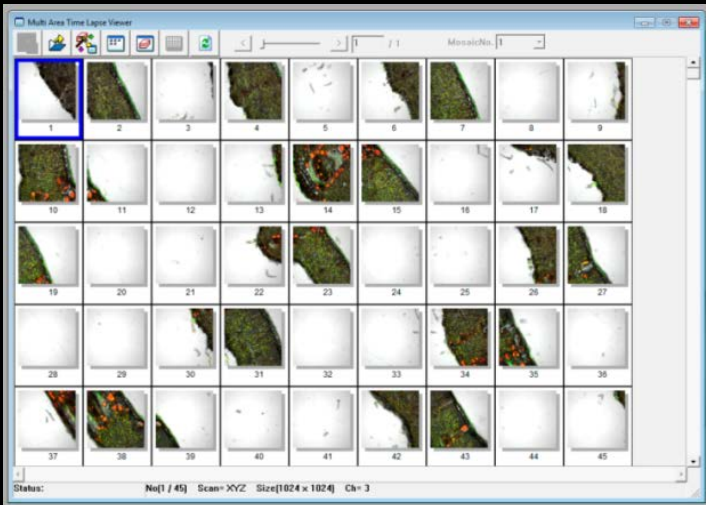 Multi Area Time Lapse Viewer
1 / 1 MosaicNo. 1
1 2 3 4 5 6 7 8 9
10 11 12 13 14 15 16 17 18
19 20 21 22 23 24 25 26 27
28 29 30 31 32 33 34 35 36
37 38 39 40 41 42 43 44 45
Status: No(1 / 45) Scan= XYZ Size(1024 x 1024) Ch= 3